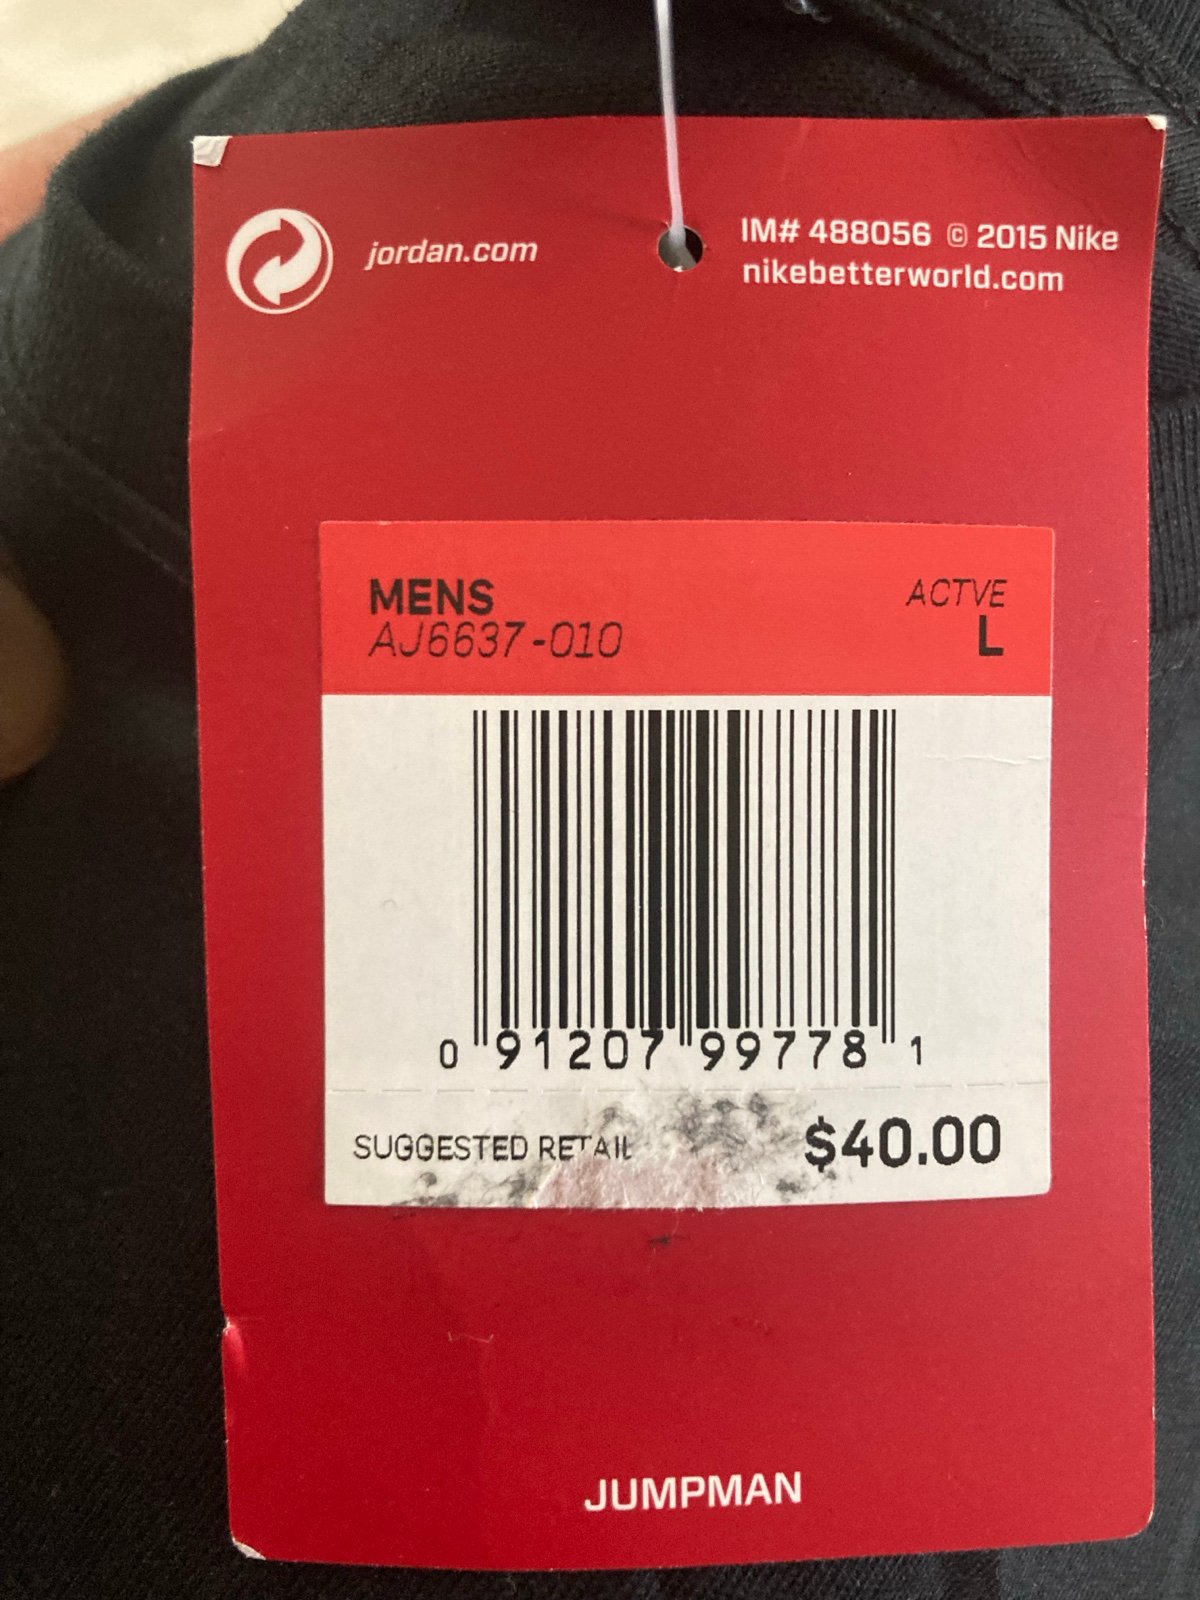 jordan.com
IM# 488056 © 2015 Nike
nikebetterworld.com
MENS
AJ6637-010
ACTVE
L
0 91207 99778 1
SUGGESTED RETAIL
$40.00
JUMPMAN